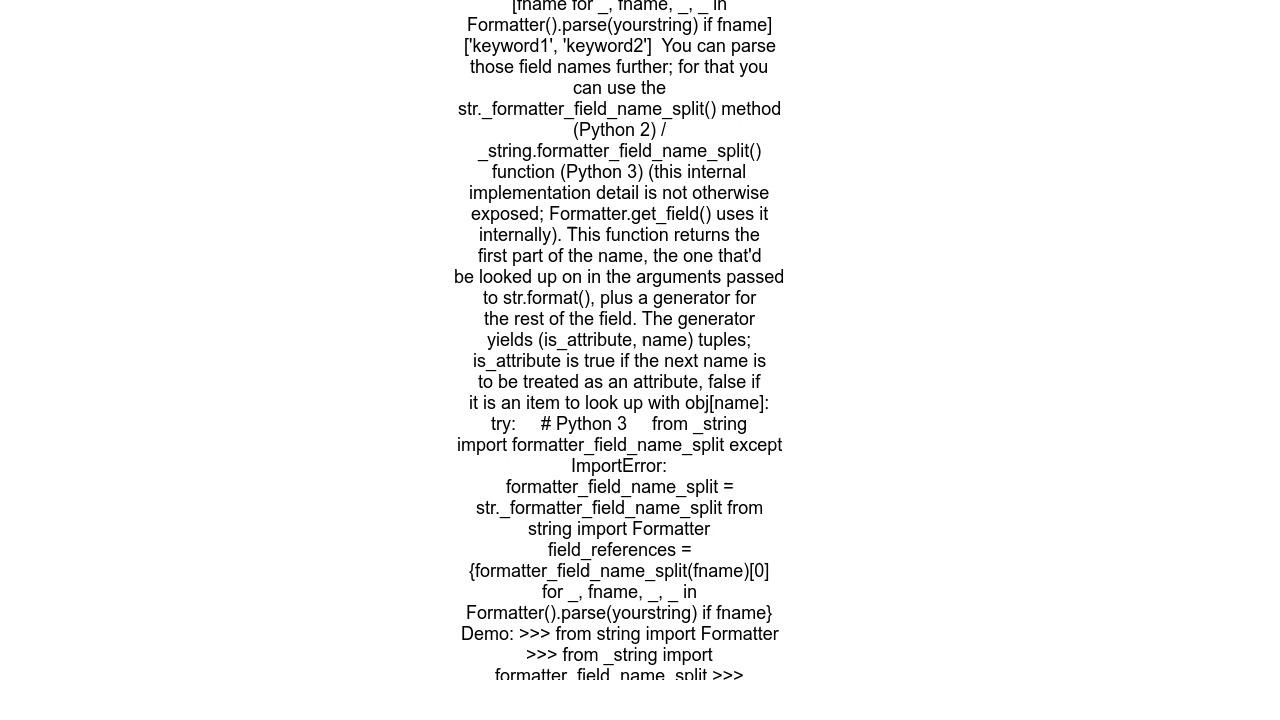 [fname for _, fname, _, _ in
Formatter().parse(yourstring) if fname]
['keyword1', 'keyword2']  You can parse
those field names further; for that you
can use the
str._formatter_field_name_split() method
(Python 2) /
_string.formatter_field_name_split()
function (Python 3) (this internal
implementation detail is not otherwise
exposed; Formatter.get_field() uses it
internally). This function returns the
first part of the name, the one that'd
be looked up on in the arguments passed
to str.format(), plus a generator for
the rest of the field. The generator
yields (is_attribute, name) tuples;
is_attribute is true if the next name is
to be treated as an attribute, false if
it is an item to look up with obj[name]:
try:     # Python 3     from _string
import formatter_field_name_split except
ImportError:
formatter_field_name_split =
str._formatter_field_name_split from
string import Formatter
field_references =
{formatter_field_name_split(fname)[0]
for _, fname, _, _ in
Formatter().parse(yourstring) if fname}
Demo: >>> from string import Formatter
>>> from _string import
formatter_field_name_split >>>